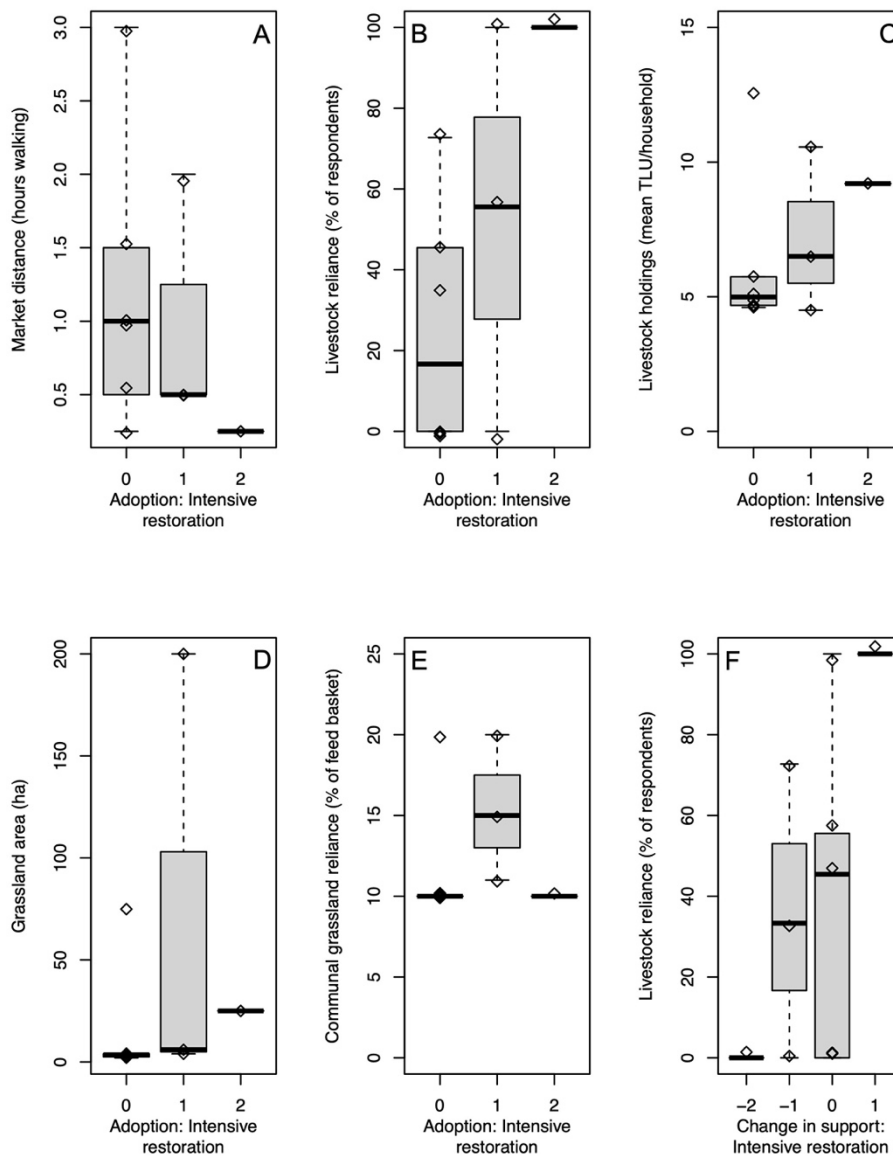 A
Market distance (hours walking)
3.0
2.5
2.0
1.5
1.0
0.5
0 1 2
Adoption: Intensive
restoration
B
Livestock reliance (% of respondents)
100
80
60
40
20
0
0 1 2
Adoption: Intensive
restoration
C
Livestock holdings (mean TLU/household)
15
10
5
0
0 1 2
Adoption: Intensive
restoration
D
Grassland area (ha)
200
150
100
50
0
0 1 2
Adoption: Intensive
restoration
E
Communal grassland reliance (% of feed basket)
25
20
15
10
5
0
0 1 2
Adoption: Intensive
restoration
F
Livestock reliance (% of respondents)
100
80
60
40
20
0
−2 −1 0 1
Change in support:
Intensive restoration